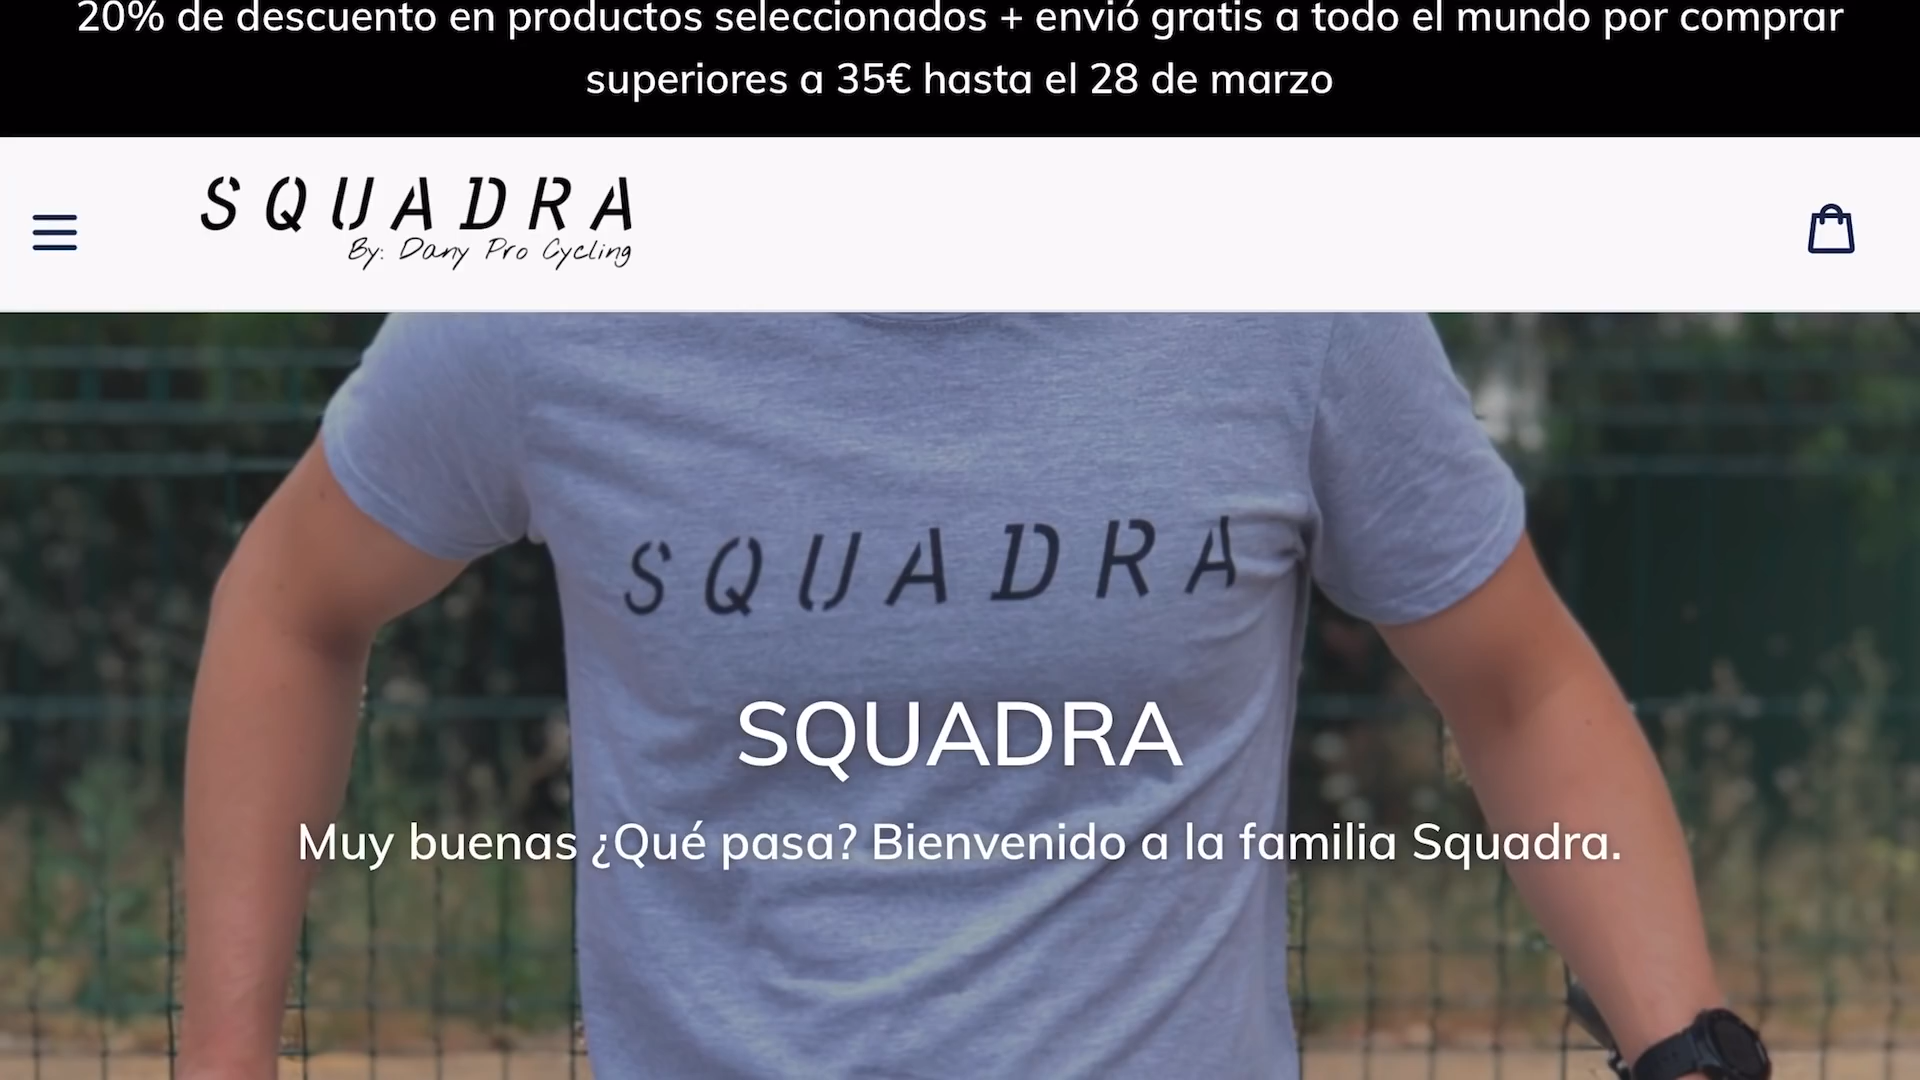 20% de descuento en productos seleccionados + envió gratis a todo el mundo por comprar
superiores a 35€ hasta el 28 de marzo
SQUADRA
By: Dany Pro Cycling
SQUADRA
SQUADRA
Muy buenas ¿Qué pasa? Bienvenido a la familia Squadra.